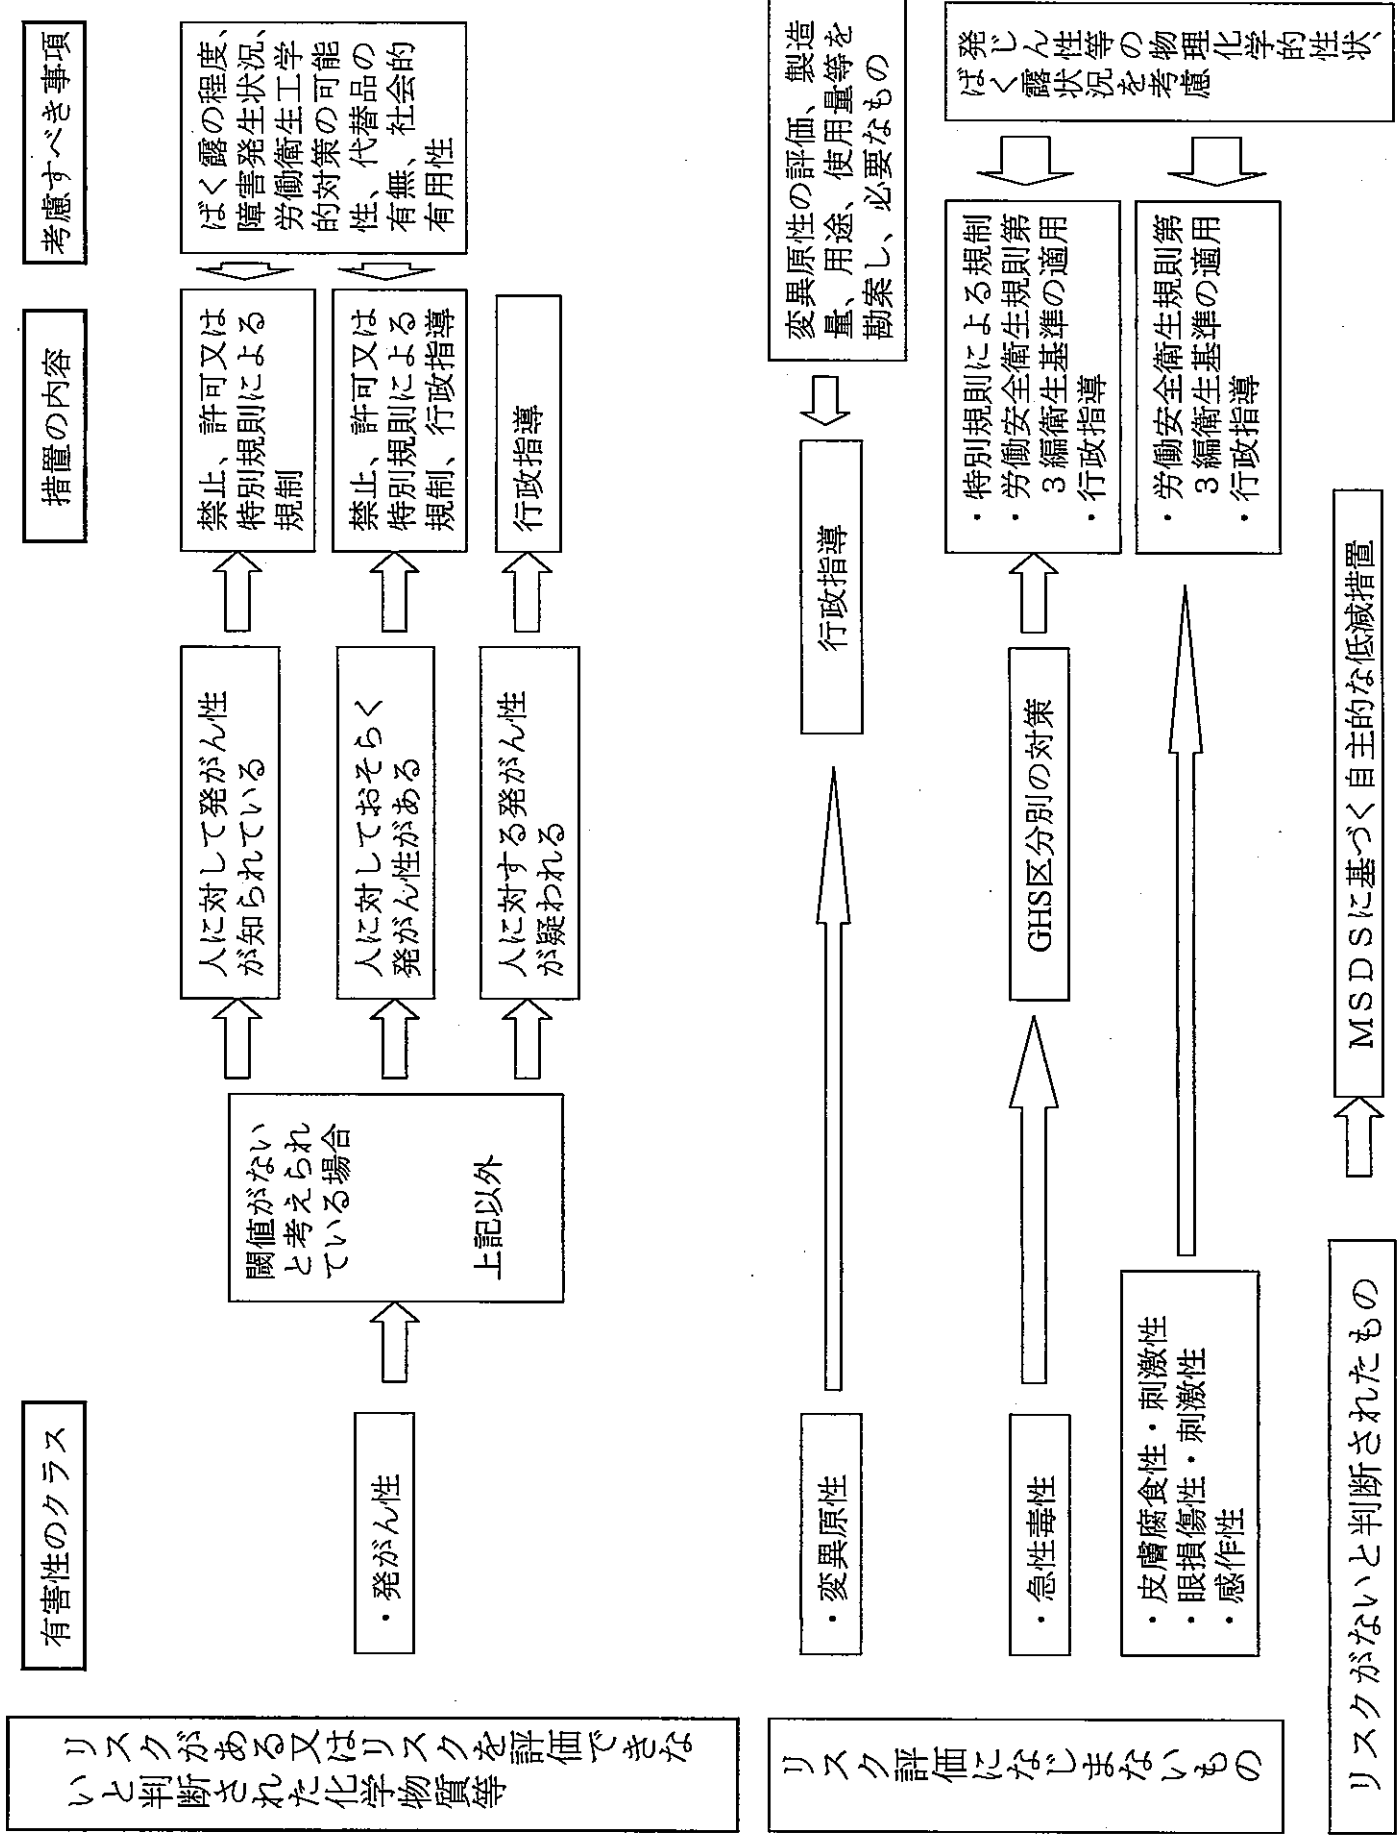 有害性のクラス
措置の内容
考慮すべき事項
リスクがある又はリスクを評価できな
いと判断された化学物質等
・発がん性
閾値がない
と考えられ
ている場合
上記以外
人に対して発がん性
が知られている
禁止、許可又は
特別規則による
規制
人に対しておそらく
発がん性がある
禁止、許可又は
特別規則による
規制、行政指導
人に対する発がん性
が疑われる
行政指導
ばく露の程度、
障害発生状況、
労働衛生工学
的対策の可能
性、代替品の
有無、社会的
有用性
リスク評価になじまないもの
・変異原性
行政指導
変異原性の評価、製造
量、用途、使用量等を
勘案し、必要なもの
・急性毒性
GHS区分別の対策
・特別規則による規制
・労働安全衛生規則第
３編衛生基準の適用
・行政指導
・皮膚腐食性・刺激性
・眼損傷性・刺激性
・感作性
・労働安全衛生規則第
３編衛生基準の適用
・行政指導
発じん性等の物理化学的性状、
ばく露状況を考慮
リスクがないと判断されたもの
ＭＳＤＳに基づく自主的な低減措置